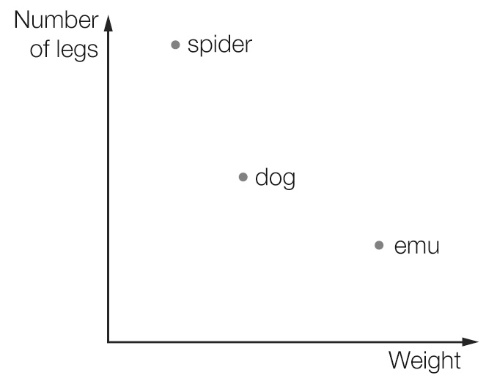 Number
of legs
spider
dog
emu
Weight